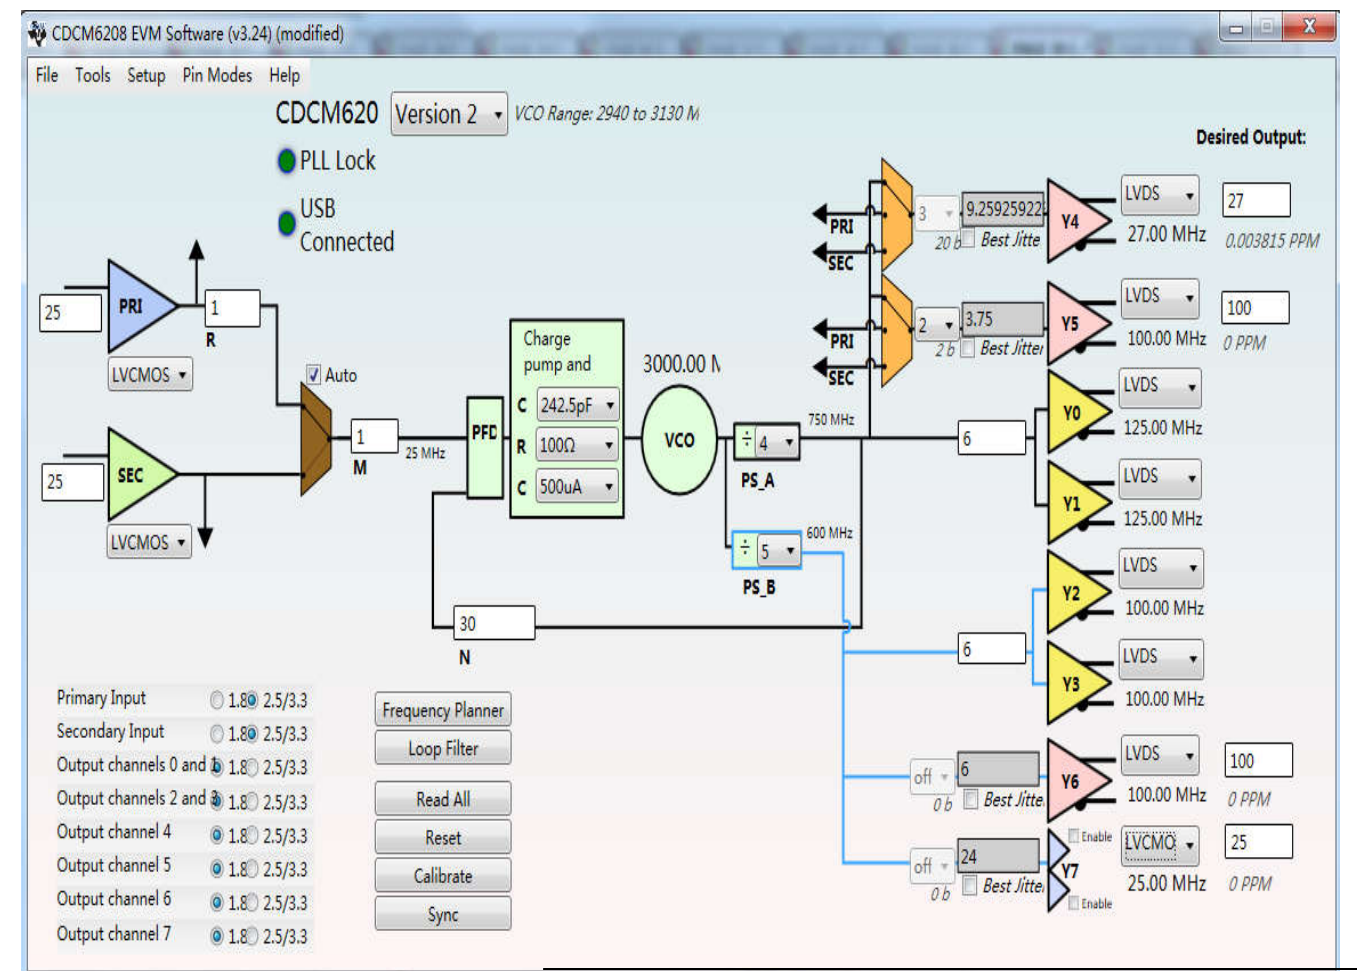 CDCM6208 EVM Software (v3.24) (modified)
File Tools Setup Pin Modes Help
CDCM620 Version 2 VCO Range: 2940 to 3130 M
PLL Lock
USB
Connected
Desired Output:
PRI
SEC
3
20 b
9.25925922
Best Jitte
Y4
LVDS
27.00 MHz
27
0.003815 PPM
PRI
SEC
2
2 b
3.75
Best Jitter
Y5
LVDS
100.00 MHz
100
0 PPM
25
PRI
1
R
LVCMOS
Auto
25
SEC
LVCMOS
1
M
25 MHz
PFD
Charge
pump and
C 242.5pF
R 100Ω
C 500uA
3000.00 M
VCO
÷ 4
PS_A
750 MHz
÷ 5
PS_B
600 MHz
30
N
6
Y0
LVDS
125.00 MHz
Y1
LVDS
125.00 MHz
6
Y2
LVDS
100.00 MHz
Y3
LVDS
100.00 MHz
off
0 b
6
Best Jitte
Y6
LVDS
100.00 MHz
100
0 PPM
off
0 b
24
Best Jitte
Enable
Y7
Enable
LVCMO
25.00 MHz
25
0 PPM
Primary Input 1.8 2.5/3.3
Secondary Input 1.8 2.5/3.3
Output channels 0 and 1 1.8 2.5/3.3
Output channels 2 and 3 1.8 2.5/3.3
Output channel 4 1.8 2.5/3.3
Output channel 5 1.8 2.5/3.3
Output channel 6 1.8 2.5/3.3
Output channel 7 1.8 2.5/3.3
Frequency Planner
Loop Filter
Read All
Reset
Calibrate
Sync